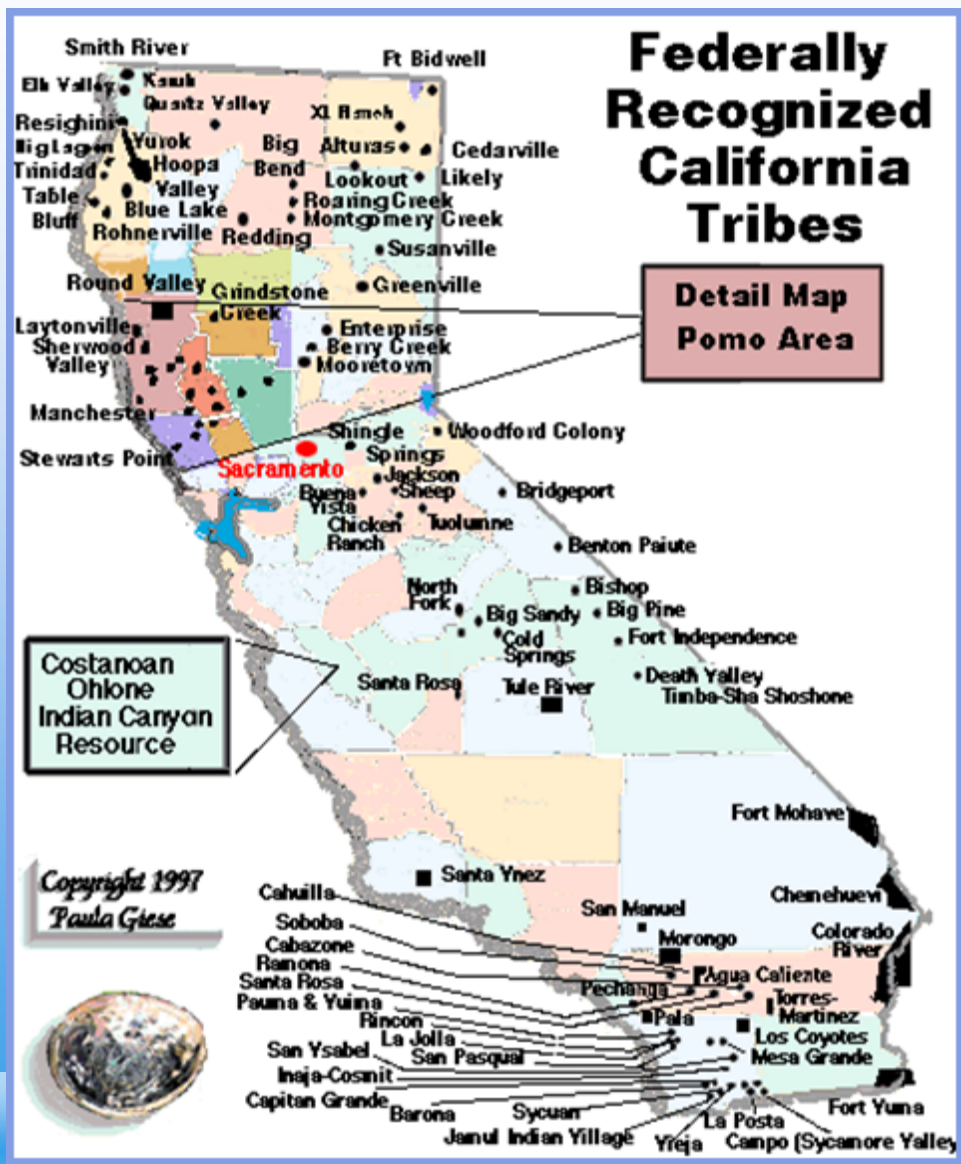 Federally
Recognized
California
Tribes
Smith River
Ft Bidwell
Elk Valley
Karuk
Quartz Valley
XL Ranch
Resighini
Yurok
Big Lagoon
Hoopa
Valley
Big
Bend
Alturas
Cedarville
Trinidad
Lookout
Likely
Table
Bluff
Blue Lake
Roaring Creek
Rohnerville
Redding
Montgomery Creek
Susanville
Round Valley
Grindstone
Creek
Greenville
Detail Map
Pomo Area
Laytonville
Enterprise
Sherwood
Valley
Berry Creek
Mooretown
Manchester
Stewarts Point
Shingle
Springs
Woodford Colony
Sacramento
Jackson
Buena
Vista
Sheep
Bridgeport
Chicken
Ranch
Tuolumne
Benton Paiute
North
Fork
Bishop
Big Sandy
Big Pine
Cold
Springs
Fort Independence
Costanoan
Ohlone
Indian Canyon
Resource
Santa Rosa
Tule River
Death Valley
Timba-Sha Shoshone
Fort Mohave
Copyright 1997
Paula Giese
Santa Ynez
Chemehuevi
Cahuilla
San Manuel
Soboba
Morongo
Colorado
River
Cabazone
Ramona
Agua Caliente
Santa Rosa
Pechanga
Pauma & Yuima
Torres-
Martinez
Rincon
Pala
La Jolla
Los Coyotes
San Pasqual
Mesa Grande
San Ysabel
Inaja-Cosmit
Capitan Grande
Barona
Sycuan
Fort Yuma
La Posta
Jamul Indian Village
Vieja
Campo (Sycamore Valley